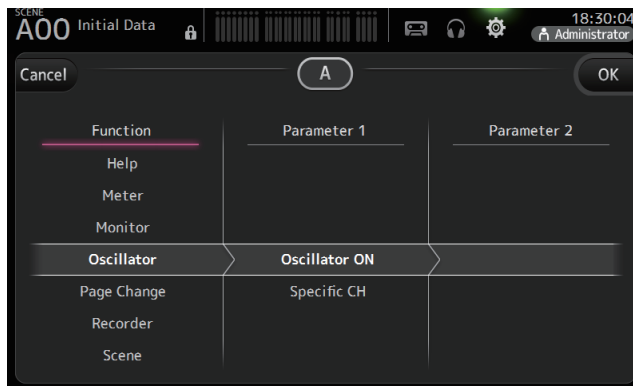 SCENE
A00 Initial Data
18:30:04
Administrator
Cancel
A
OK
Function
Parameter 1
Parameter 2
Help
Meter
Monitor
Oscillator
Oscillator ON
Page Change
Specific CH
Recorder
Scene